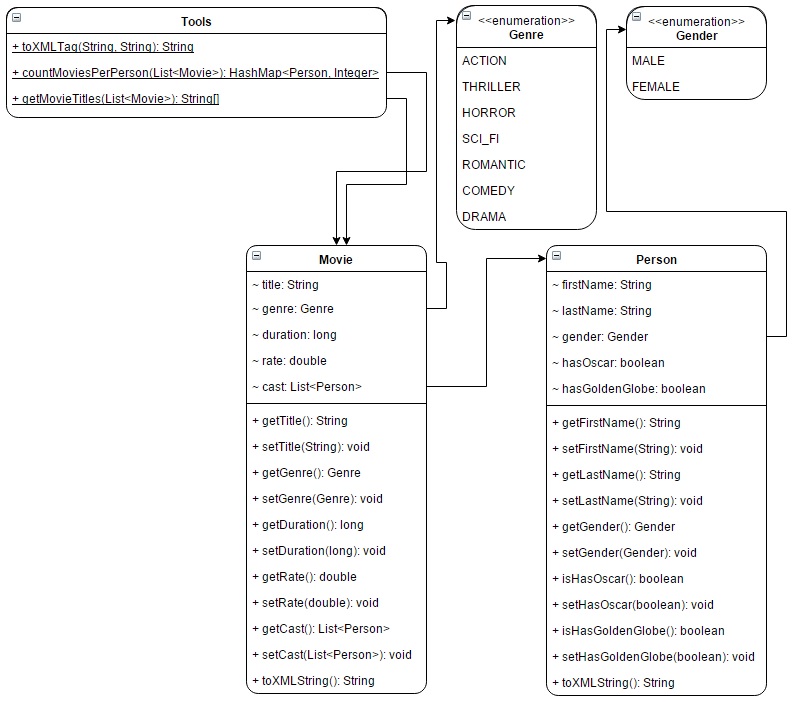 Tools
+ toXMLTag(String, String): String
+ countMoviesPerPerson(List<Movie>): HashMap<Person, Integer>
+ getMovieTitles(List<Movie>): String[]
<<enumeration>>
Genre
ACTION
THRILLER
HORROR
SCI_FI
ROMANTIC
COMEDY
DRAMA
<<enumeration>>
Gender
MALE
FEMALE
Movie
~ title: String
~ genre: Genre
~ duration: long
~ rate: double
~ cast: List<Person>
+ getTitle(): String
+ setTitle(String): void
+ getGenre(): Genre
+ setGenre(Genre): void
+ getDuration(): long
+ setDuration(long): void
+ getRate(): double
+ setRate(double): void
+ getCast(): List<Person>
+ setCast(List<Person>): void
+ toXMLString(): String
Person
~ firstName: String
~ lastName: String
~ gender: Gender
~ hasOscar: boolean
~ hasGoldenGlobe: boolean
+ getFirstName(): String
+ setFirstName(String): void
+ getLastName(): String
+ setLastName(String): void
+ getGender(): Gender
+ setGender(Gender): void
+ isHasOscar(): boolean
+ setHasOscar(boolean): void
+ isHasGoldenGlobe(): boolean
+ setHasGoldenGlobe(boolean): void
+ toXMLString(): String